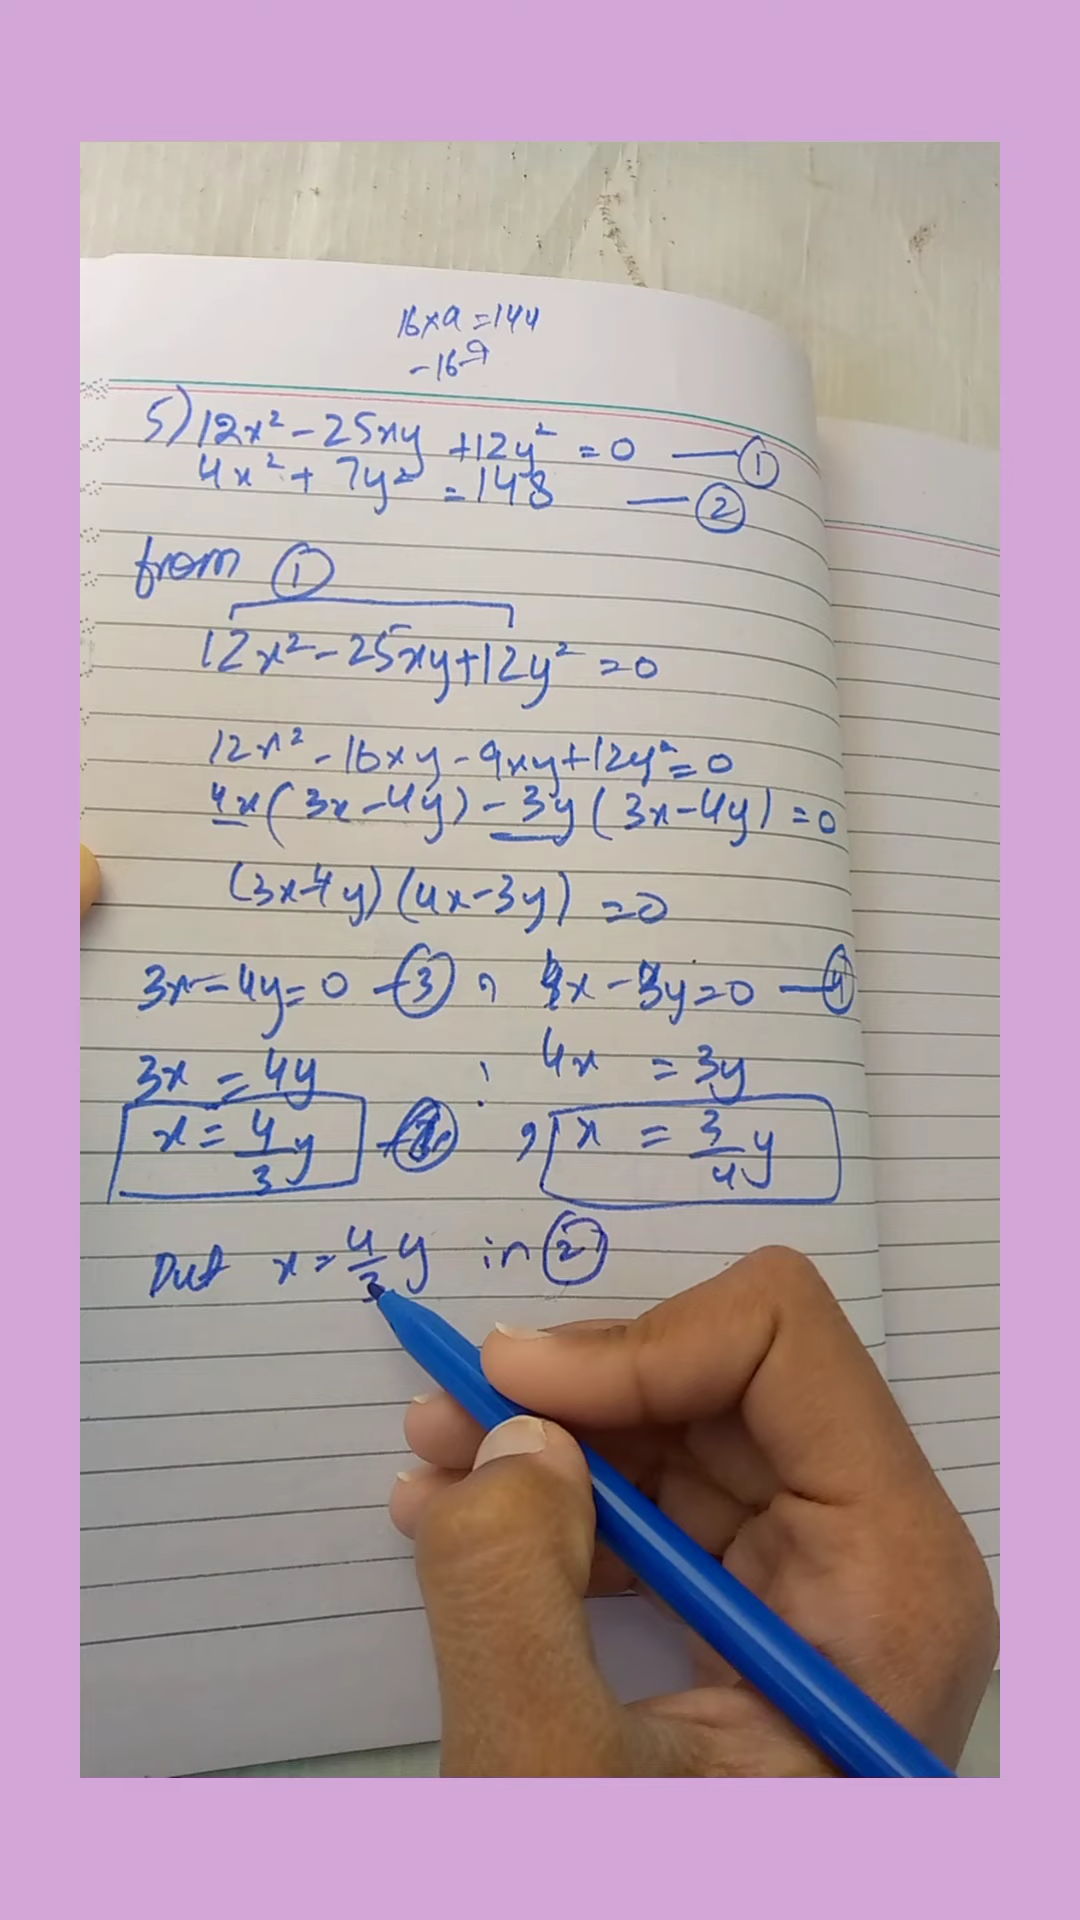 16×9=144
-16-9
5) 12x² - 25xy + 12y² = 0 — ①
4x² + 7y² = 148 — ②
from ①
12x² - 25xy + 12y² = 0
12x² - 16xy - 9xy + 12y² = 0
4x(3x - 4y) - 3y(3x - 4y) = 0
(3x - 4y)(4x - 3y) = 0
3x - 4y = 0 — ③ , 4x - 3y = 0 — ④
3x = 4y ; 4x = 3y
x = 4/3 y , x = 3/4 y
Put x = 4/3 y in ②